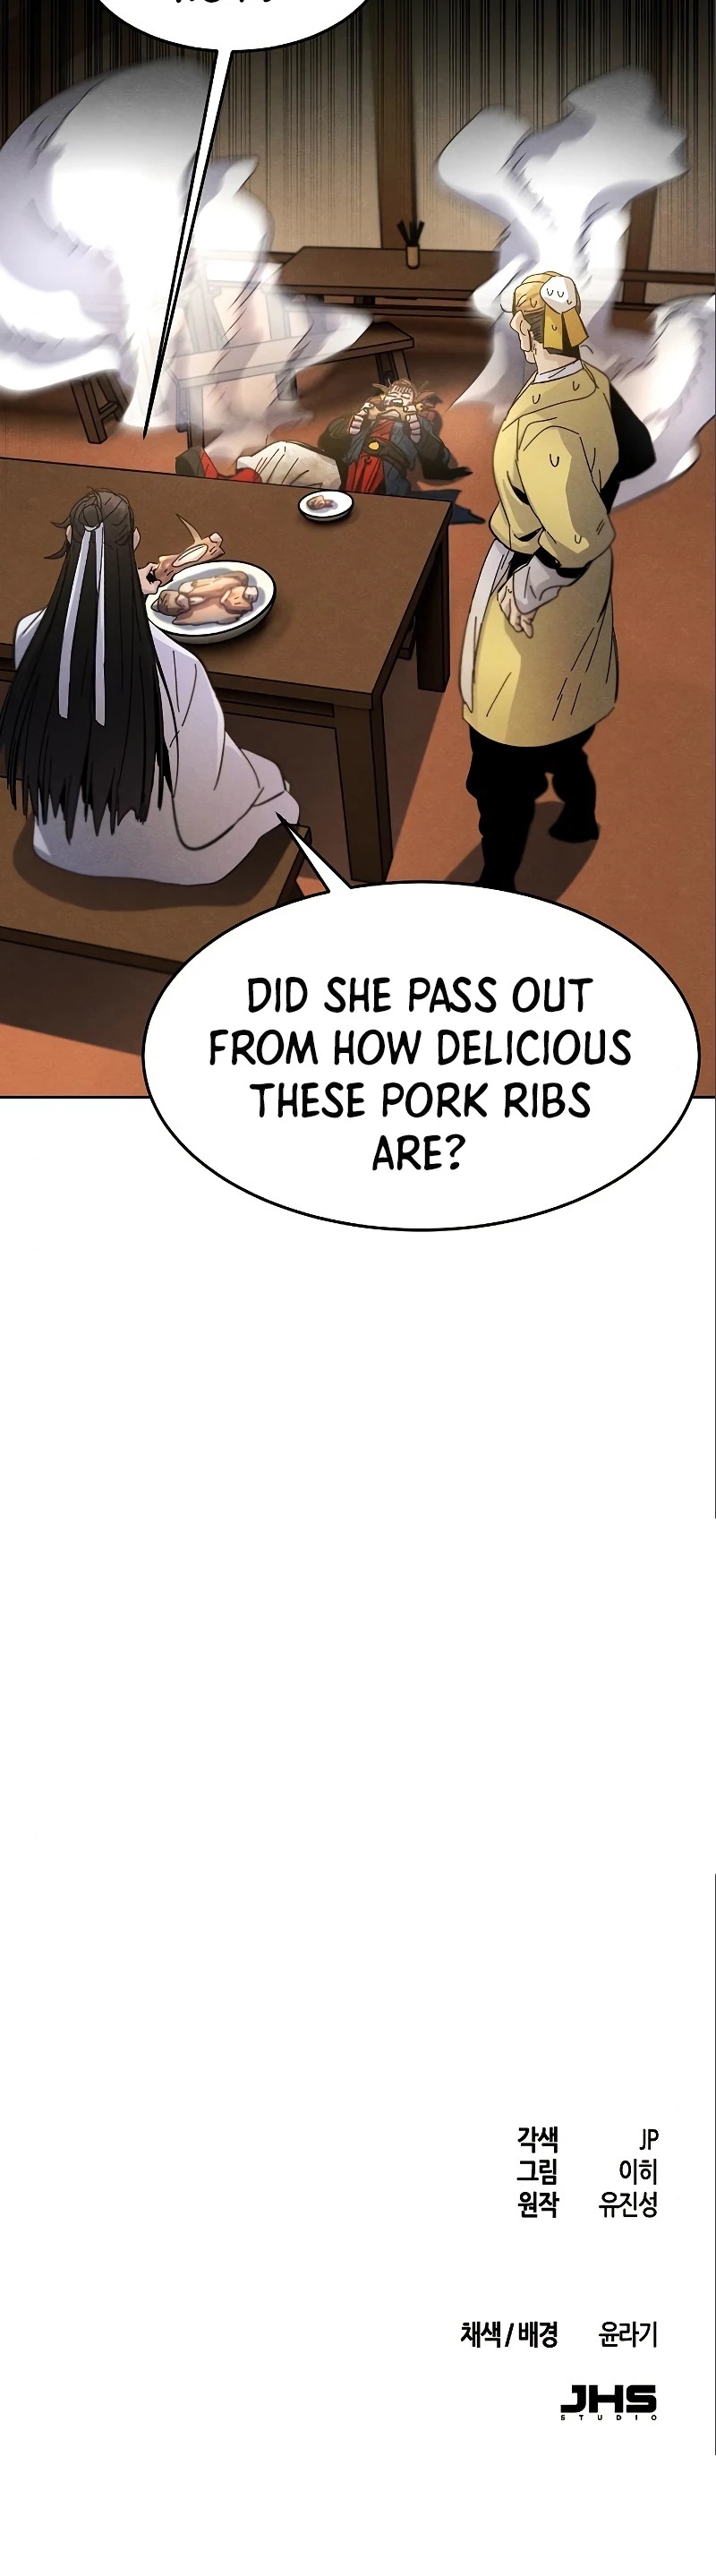 DID SHE PASS OUT
FROM HOW DELICIOUS
THESE PORK RIBS
ARE?
각색 JP
그림 이히
원작 유진성
채색 / 배경 윤라기
JHS
STUDIO